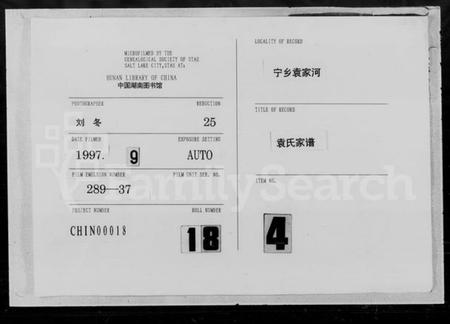 MICROFILMED BY THE
GENEALOGICAL SOCIETY OF UTAH
SALT LAKE CITY, UTAH AT:
HUNAN LIBRARY OF CHINA
中国湖南图书馆
PHOTOGRAPHER REDUCTION
刘冬 25
DATE FILMED EXPOSURE SETTING
1997. 9 AUTO
FILM EMULSION NUMBER FILM UNIT SER. NO.
289—37
PROJECT NUMBER ROLL NUMBER
CHIN00018 18
LOCALITY OF RECORD
宁乡袁家河
TITLE OF RECORD
袁氏家谱
ITEM NO.
4
FamilySearch